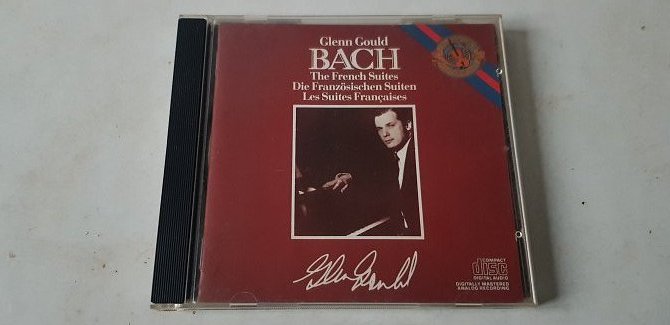 Glenn Gould
BACH
The French Suites
Die Französischen Suiten
Les Suites Françaises
Glenn Gould
COMPACT
disc
DIGITAL AUDIO
DIGITALLY MASTERED
ANALOG RECORDING